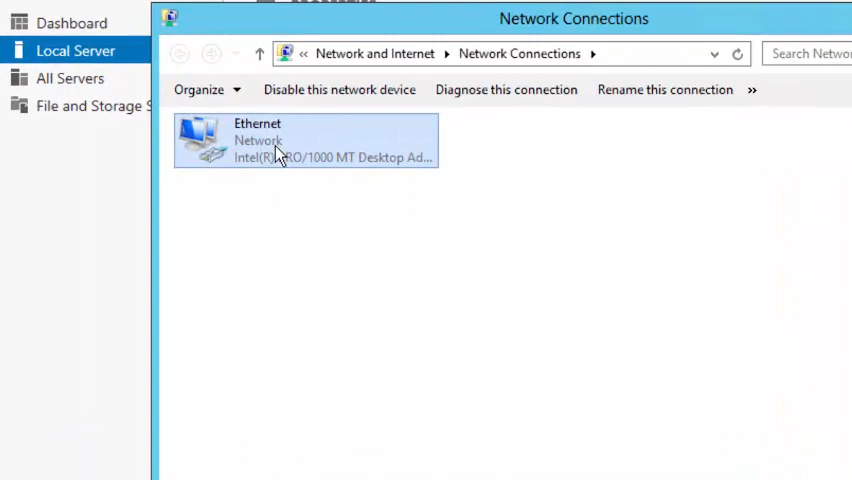 Network Connections
Dashboard
Local Server
All Servers
File and Storage S
« Network and Internet Network Connections
Search Netwo
Organize Disable this network device Diagnose this connection Rename this connection »
Ethernet
Network
Intel(R) PRO/1000 MT Desktop Ad...